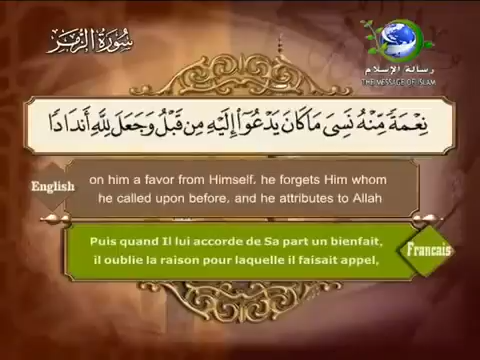 سورة الزمر
رسالة الإسلام
THE MESSAGE OF ISLAM
نِعْمَةً مِّنْهُ نَسِىَ مَا كَانَ يَدْعُوٓا۟ إِلَيْهِ مِن قَبْلُ وَجَعَلَ لِلَّهِ أَندَادًا
English
on him a favor from Himself, he forgets Him whom
he called upon before, and he attributes to Allah
Puis quand Il lui accorde de Sa part un bienfait,
il oublie la raison pour laquelle il faisait appel,
Francais